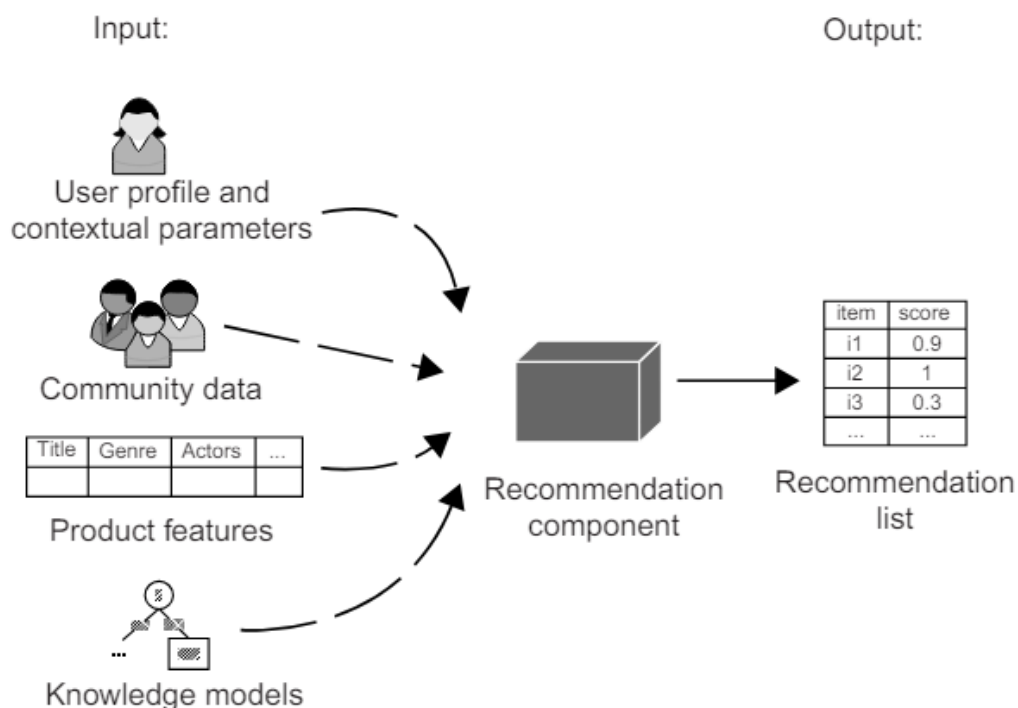 Input:
Output:
User profile and
contextual parameters
Community data
Title Genre Actors ...
Product features
...
Knowledge models
Recommendation
component
item score
i1 0.9
i2 1
i3 0.3
... ...
Recommendation
list